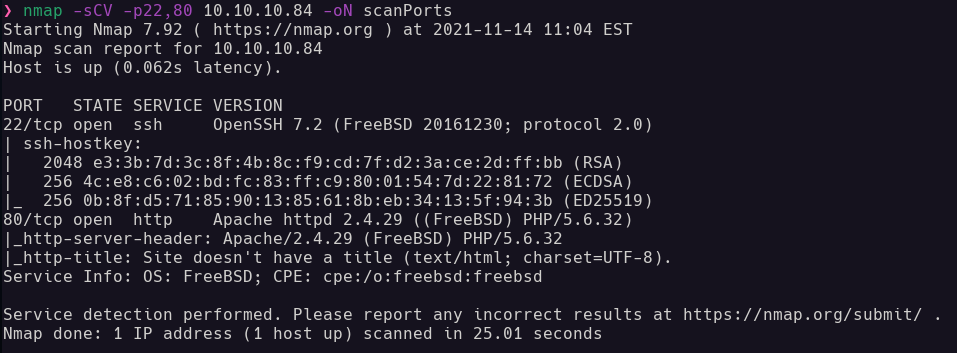 ❯ nmap -sCV -p22,80 10.10.10.84 -oN scanPorts
Starting Nmap 7.92 ( https://nmap.org ) at 2021-11-14 11:04 EST
Nmap scan report for 10.10.10.84
Host is up (0.062s latency).

PORT   STATE SERVICE VERSION
22/tcp open  ssh     OpenSSH 7.2 (FreeBSD 20161230; protocol 2.0)
| ssh-hostkey:
|   2048 e3:3b:7d:3c:8f:4b:8c:f9:cd:7f:d2:3a:ce:2d:ff:bb (RSA)
|   256 4c:e8:c6:02:bd:fc:83:ff:c9:80:01:54:7d:22:81:72 (ECDSA)
|_  256 0b:8f:d5:71:85:90:13:85:61:8b:eb:34:13:5f:94:3b (ED25519)
80/tcp open  http    Apache httpd 2.4.29 ((FreeBSD) PHP/5.6.32)
|_http-server-header: Apache/2.4.29 (FreeBSD) PHP/5.6.32
|_http-title: Site doesn't have a title (text/html; charset=UTF-8).
Service Info: OS: FreeBSD; CPE: cpe:/o:freebsd:freebsd

Service detection performed. Please report any incorrect results at https://nmap.org/submit/ .
Nmap done: 1 IP address (1 host up) scanned in 25.01 seconds